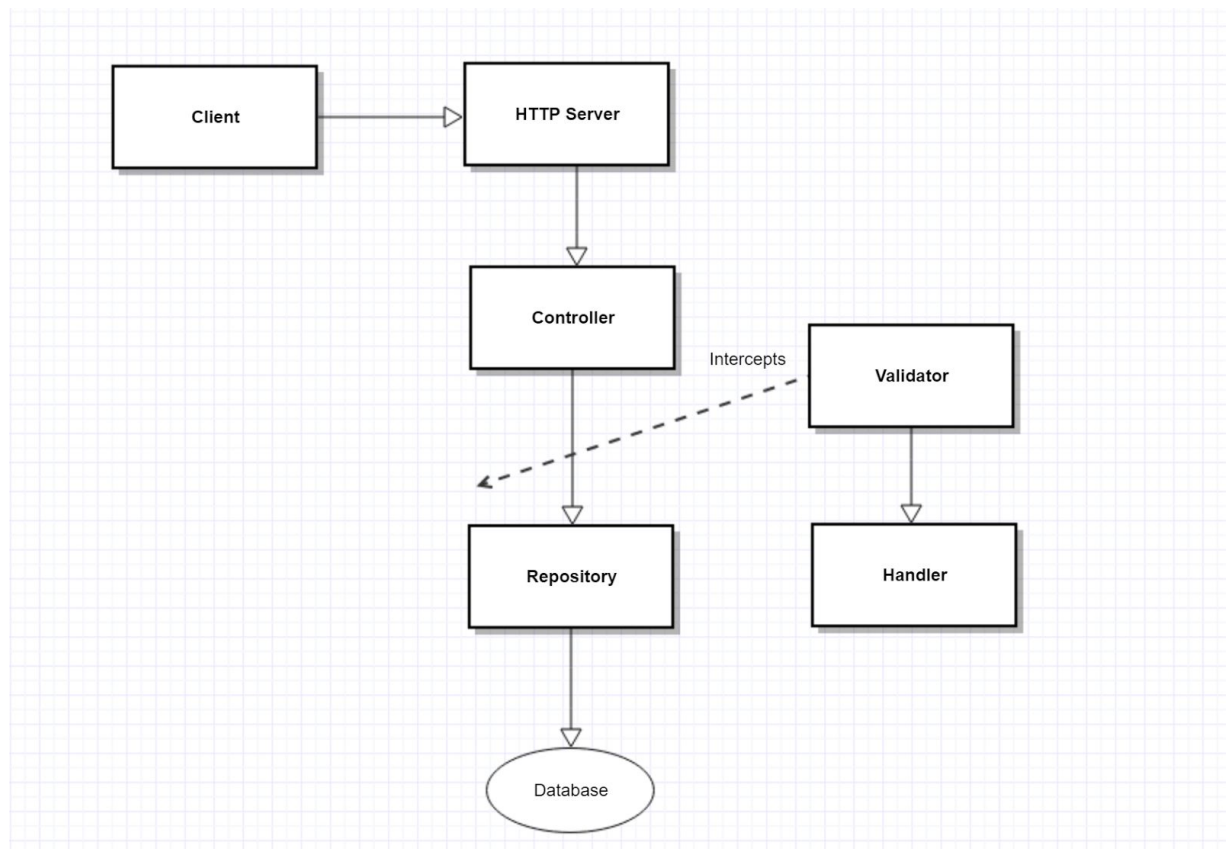 Client
HTTP Server
Controller
Intercepts
Validator
Repository
Handler
Database